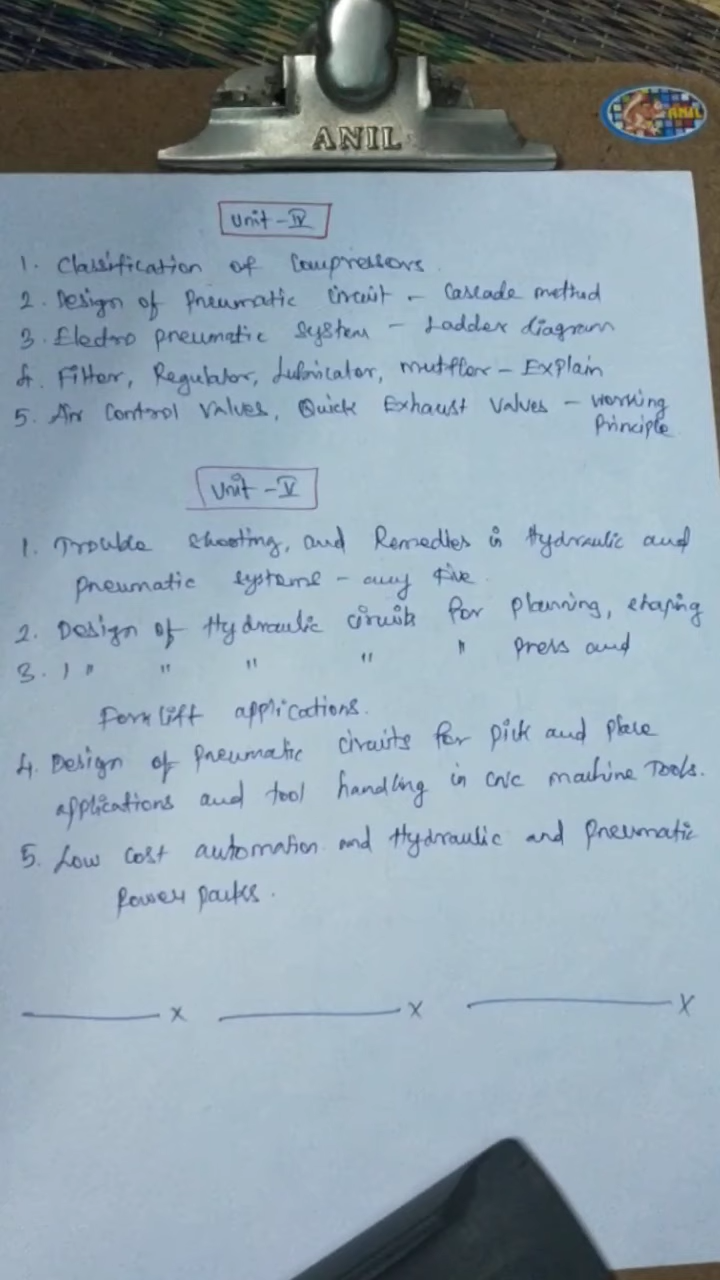 ANIL
ANIL
Unit - IV
1. Classification of Compressors
2. Design of Pneumatic Circuit - Cascade method
3. Electro pneumatic system - Ladder diagram
4. Filter, Regulator, Lubricator, mutfler - Explain
5. Air Control Valves, Quick Exhaust Valves - working
Principle
Unit - V
1. Trouble shooting, and Remedies in Hydraulic and
Pneumatic systems - any five.
2. Design of Hydraulic circuits for planning, shaping
3. " " " " " press and
Forklift applications.
4. Design of Pneumatic circuits for pick and place
applications and tool handling in CNC machine Tools.
5. Low cost automation and Hydraulic and Pneumatic
Power packs.
x x x